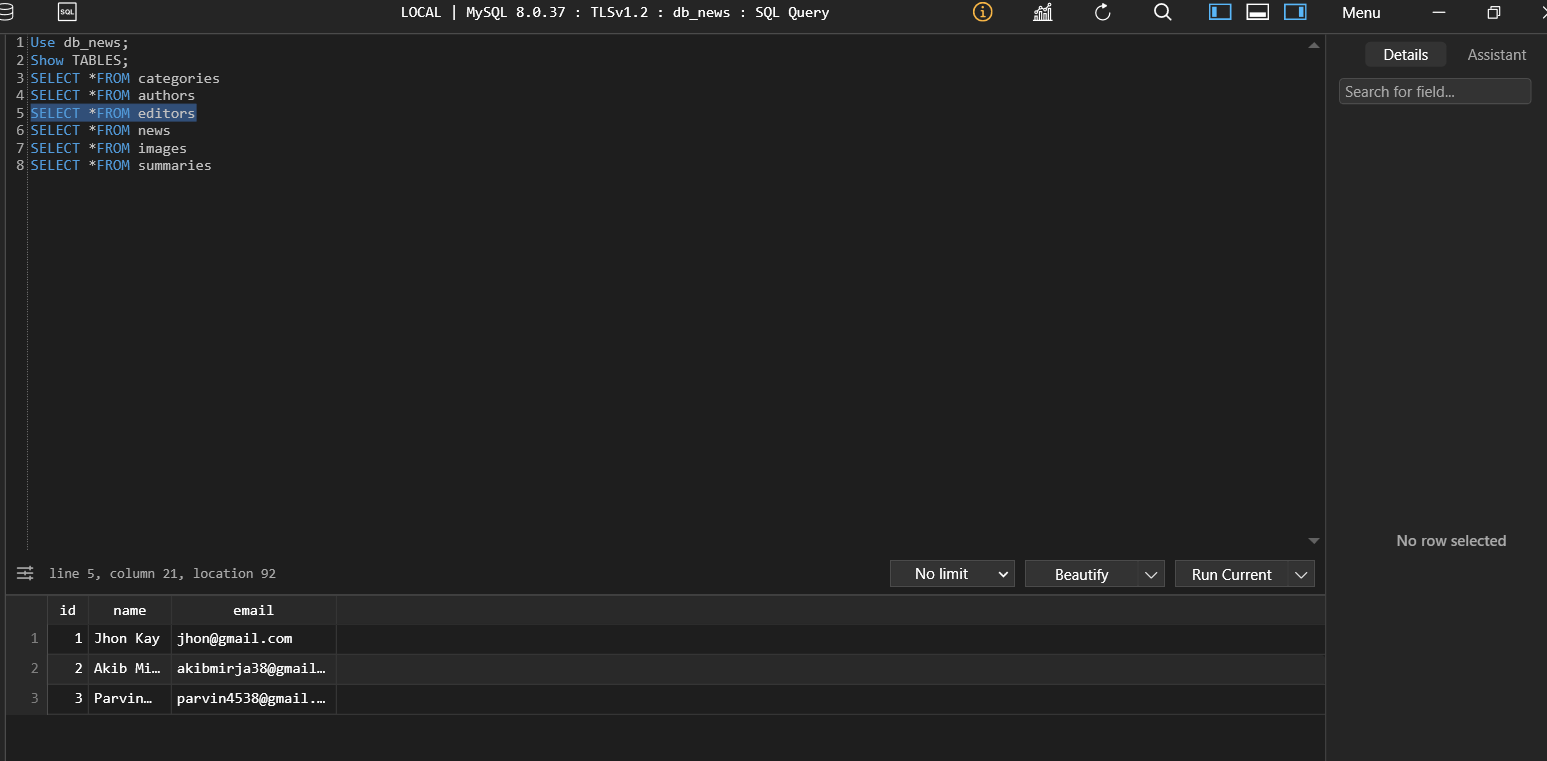 SQL
LOCAL | MySQL 8.0.37 : TLSv1.2 : db_news : SQL Query
Menu
1 Use db_news;
2 Show TABLES;
3 SELECT *FROM categories
4 SELECT *FROM authors
5 SELECT *FROM editors
6 SELECT *FROM news
7 SELECT *FROM images
8 SELECT *FROM summaries
Details Assistant
Search for field...
No row selected
line 5, column 21, location 92
No limit Beautify Run Current
id name email
1 1 Jhon Kay jhon@gmail.com
2 2 Akib Mi… akibmirja38@gmail…
3 3 Parvin… parvin4538@gmail.…